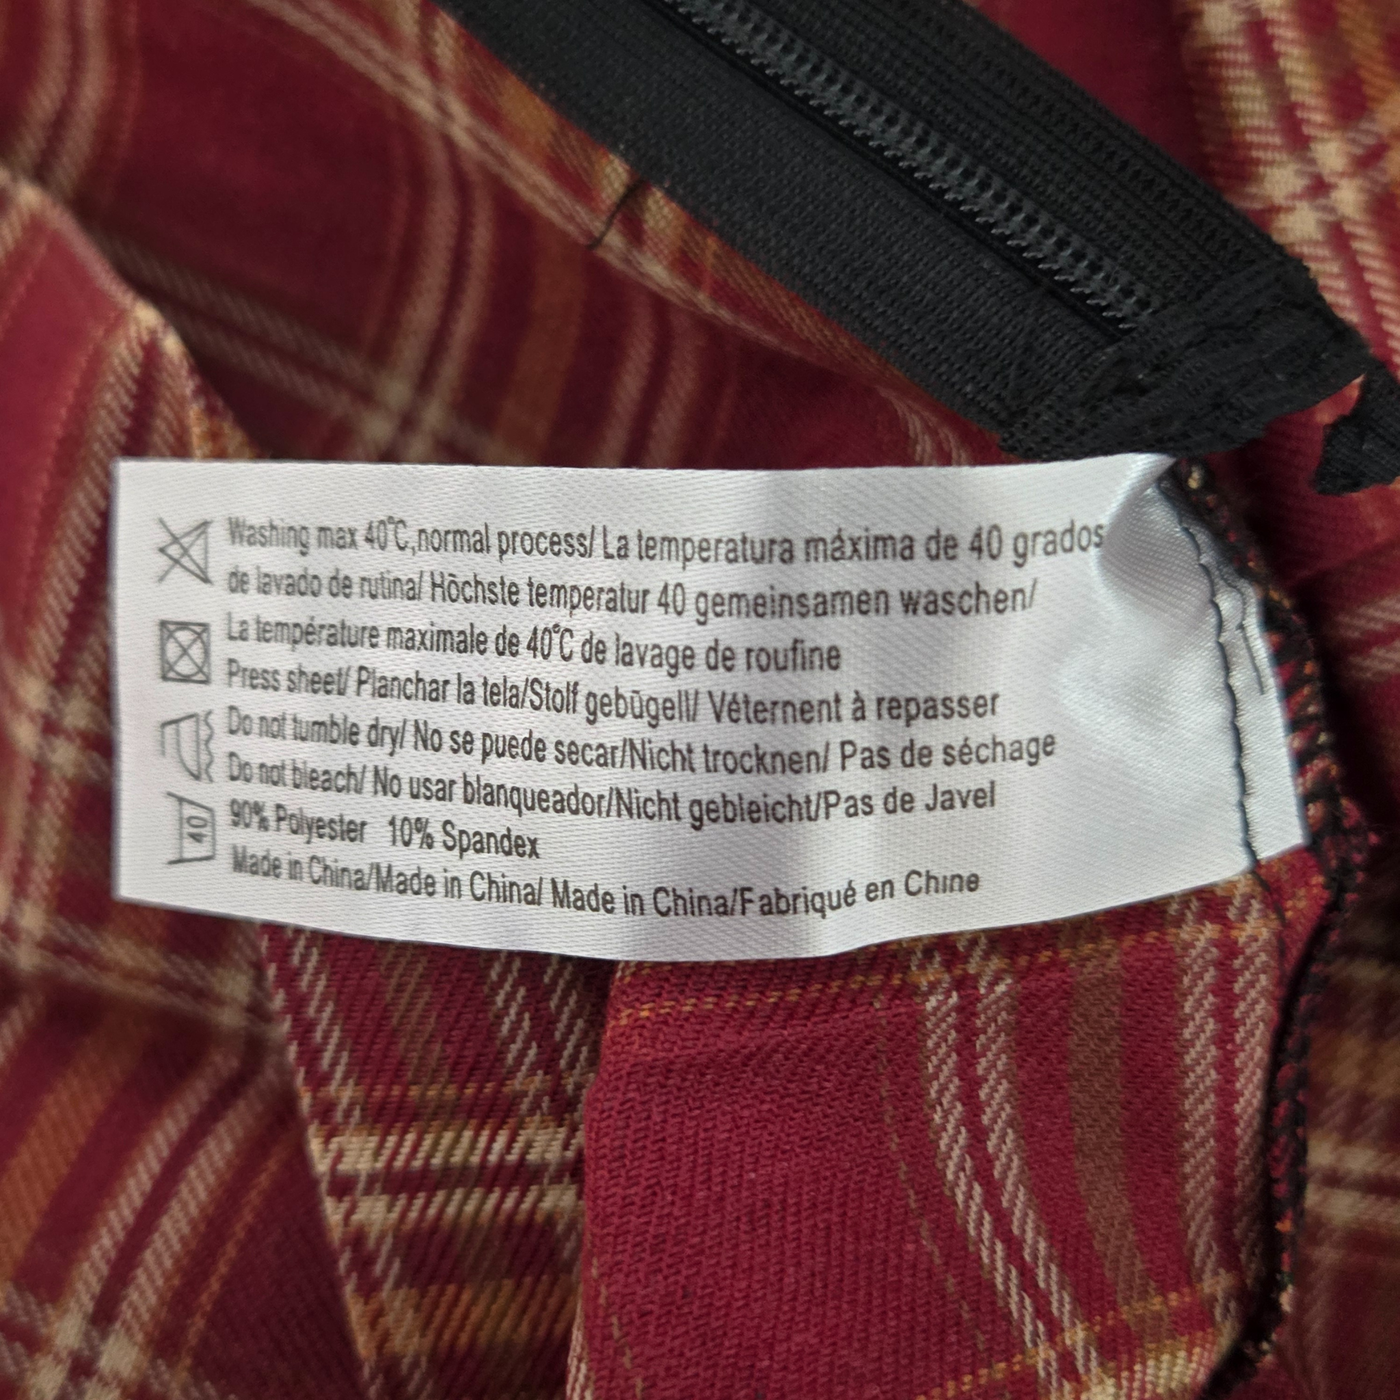 Washing max 40°C,normal process/ La temperatura máxima de 40 grados
de lavado de rutina/ Höchste temperatur 40 gemeinsamen waschen/
La température maximale de 40°C de lavage de roufine
Press sheet/ Planchar la tela/Stolf gebügell/ Véternent à repasser
Do not tumble dry/ No se puede secar/Nicht trocknen/ Pas de séchage
Do not bleach/ No usar blanqueador/Nicht gebleicht/Pas de Javel
90% Polyester 10% Spandex
Made in China/Made in China/ Made in China/Fabriqué en Chine
40